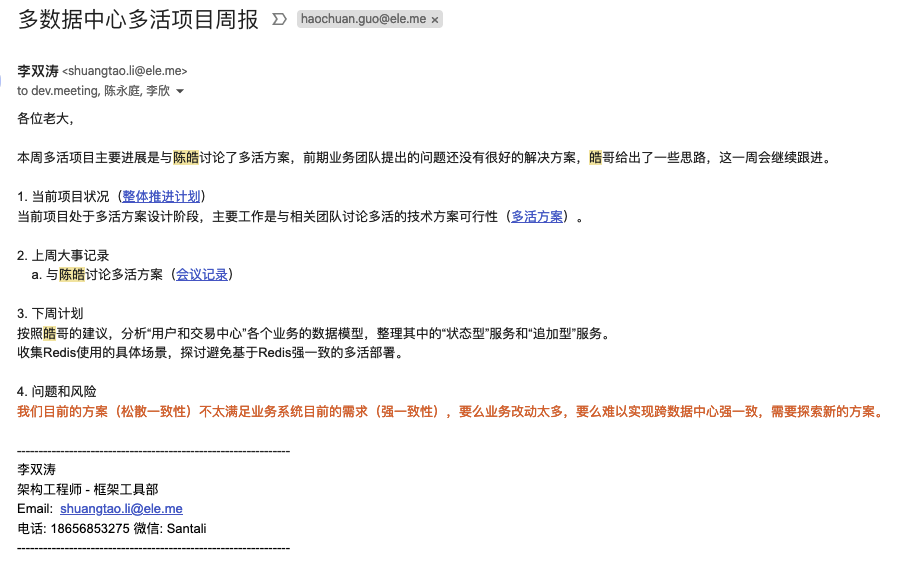 多数据中心多活项目周报 haochuan.guo@ele.me ×
李双涛 <shuangtao.li@ele.me>
to dev.meeting, 陈永庭, 李欣
各位老大，
本周多活项目主要进展是与陈皓讨论了多活方案，前期业务团队提出的问题还没有很好的解决方案，皓哥给出了一些思路，这一周会继续跟进。
1. 当前项目状况（整体推进计划）
当前项目处于多活方案设计阶段，主要工作是与相关团队讨论多活的技术方案可行性（多活方案）。
2. 上周大事记录
a. 与陈皓讨论多活方案（会议记录）
3. 下周计划
按照皓哥的建议，分析“用户和交易中心”各个业务的数据模型，整理其中的“状态型”服务和“追加型”服务。
收集Redis使用的具体场景，探讨避免基于Redis强一致的多活部署。
4. 问题和风险
我们目前的方案（松散一致性）不太满足业务系统目前的需求（强一致性），要么业务改动太多，要么难以实现跨数据中心强一致，需要探索新的方案。
----------------------------------------------------------------
李双涛
架构工程师 - 框架工具部
Email: shuangtao.li@ele.me
电话: 18656853275 微信: Santali
----------------------------------------------------------------